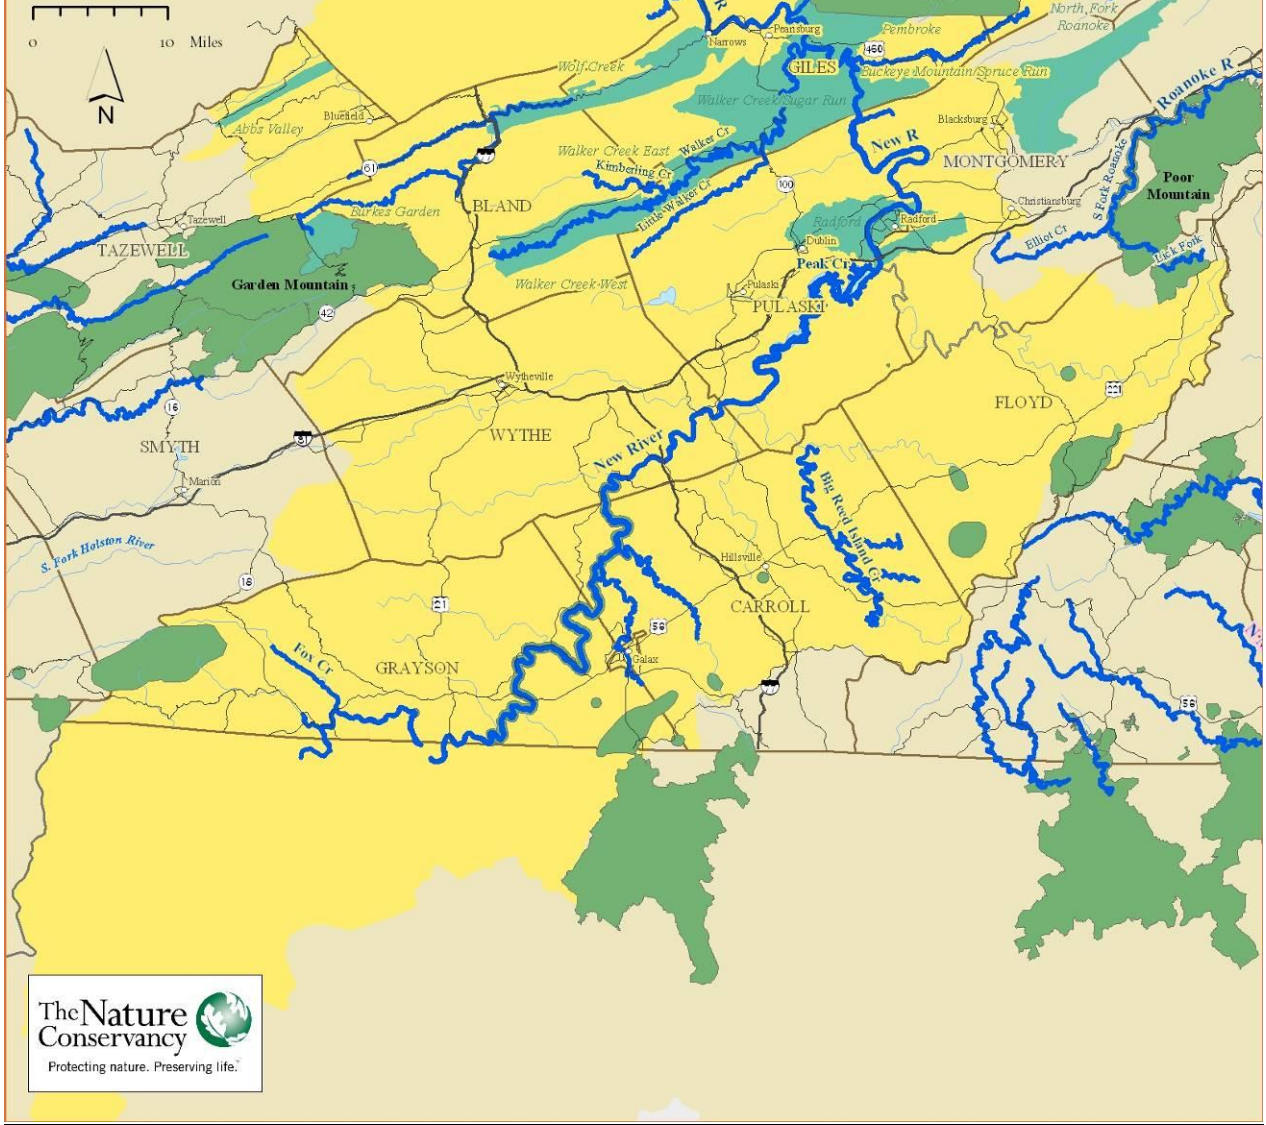 R
North Fork
Roanoke
0 10 Miles
Pearisburg
Pembroke
Narrows
460
GILES
Wolf Creek
Buckeye Mountain/Spruce Run
Roanoke R
Walker Creek/Sugar Run
N
Bluefield
Abbs Valley
Blacksburg
New R
Walker Cr
Walker Creek East
MONTGOMERY
S Fork Roanoke
77
61
Kimberling Cr
Poor
Mountain
100
Little Walker Cr
BLAND
Burkes Garden
Christiansburg
Tazewell
Radford
Radford
TAZEWELL
Dublin
Elliot Cr
Lick Fork
Peak Cr
Garden Mountain
Walker Creek West
Pulaski
PULASKI
42
Wytheville
221
16
FLOYD
WYTHE
SMYTH
81
New River
Marion
Big Reed Island Cr
S. Fork Holston River
Hillsville
16
21
CARROLL
58
N
Fox Cr
Galax
GRAYSON
77
58
The Nature
Conservancy
Protecting nature. Preserving life.